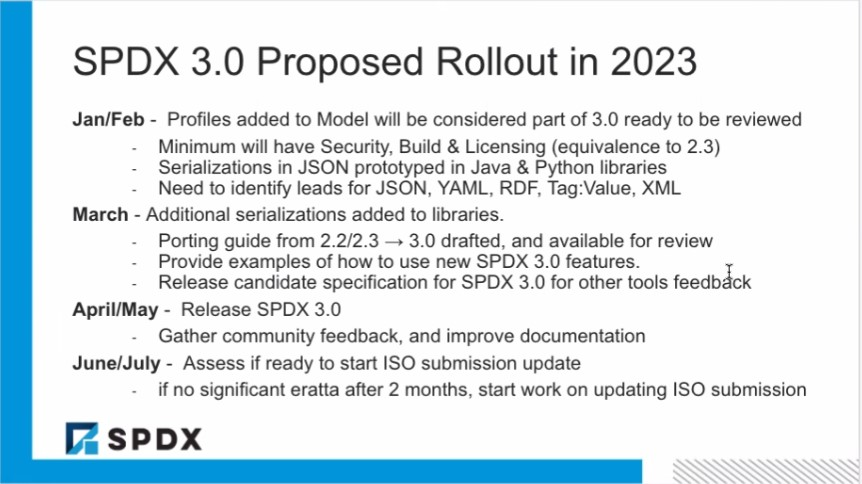 SPDX 3.0 Proposed Rollout in 2023
Jan/Feb - Profiles added to Model will be considered part of 3.0 ready to be reviewed
- Minimum will have Security, Build & Licensing (equivalence to 2.3)
- Serializations in JSON prototyped in Java & Python libraries
- Need to identify leads for JSON, YAML, RDF, Tag:Value, XML
March - Additional serializations added to libraries.
- Porting guide from 2.2/2.3 → 3.0 drafted, and available for review
- Provide examples of how to use new SPDX 3.0 features.
- Release candidate specification for SPDX 3.0 for other tools feedback
April/May - Release SPDX 3.0
- Gather community feedback, and improve documentation
June/July - Assess if ready to start ISO submission update
- if no significant eratta after 2 months, start work on updating ISO submission
SPDX